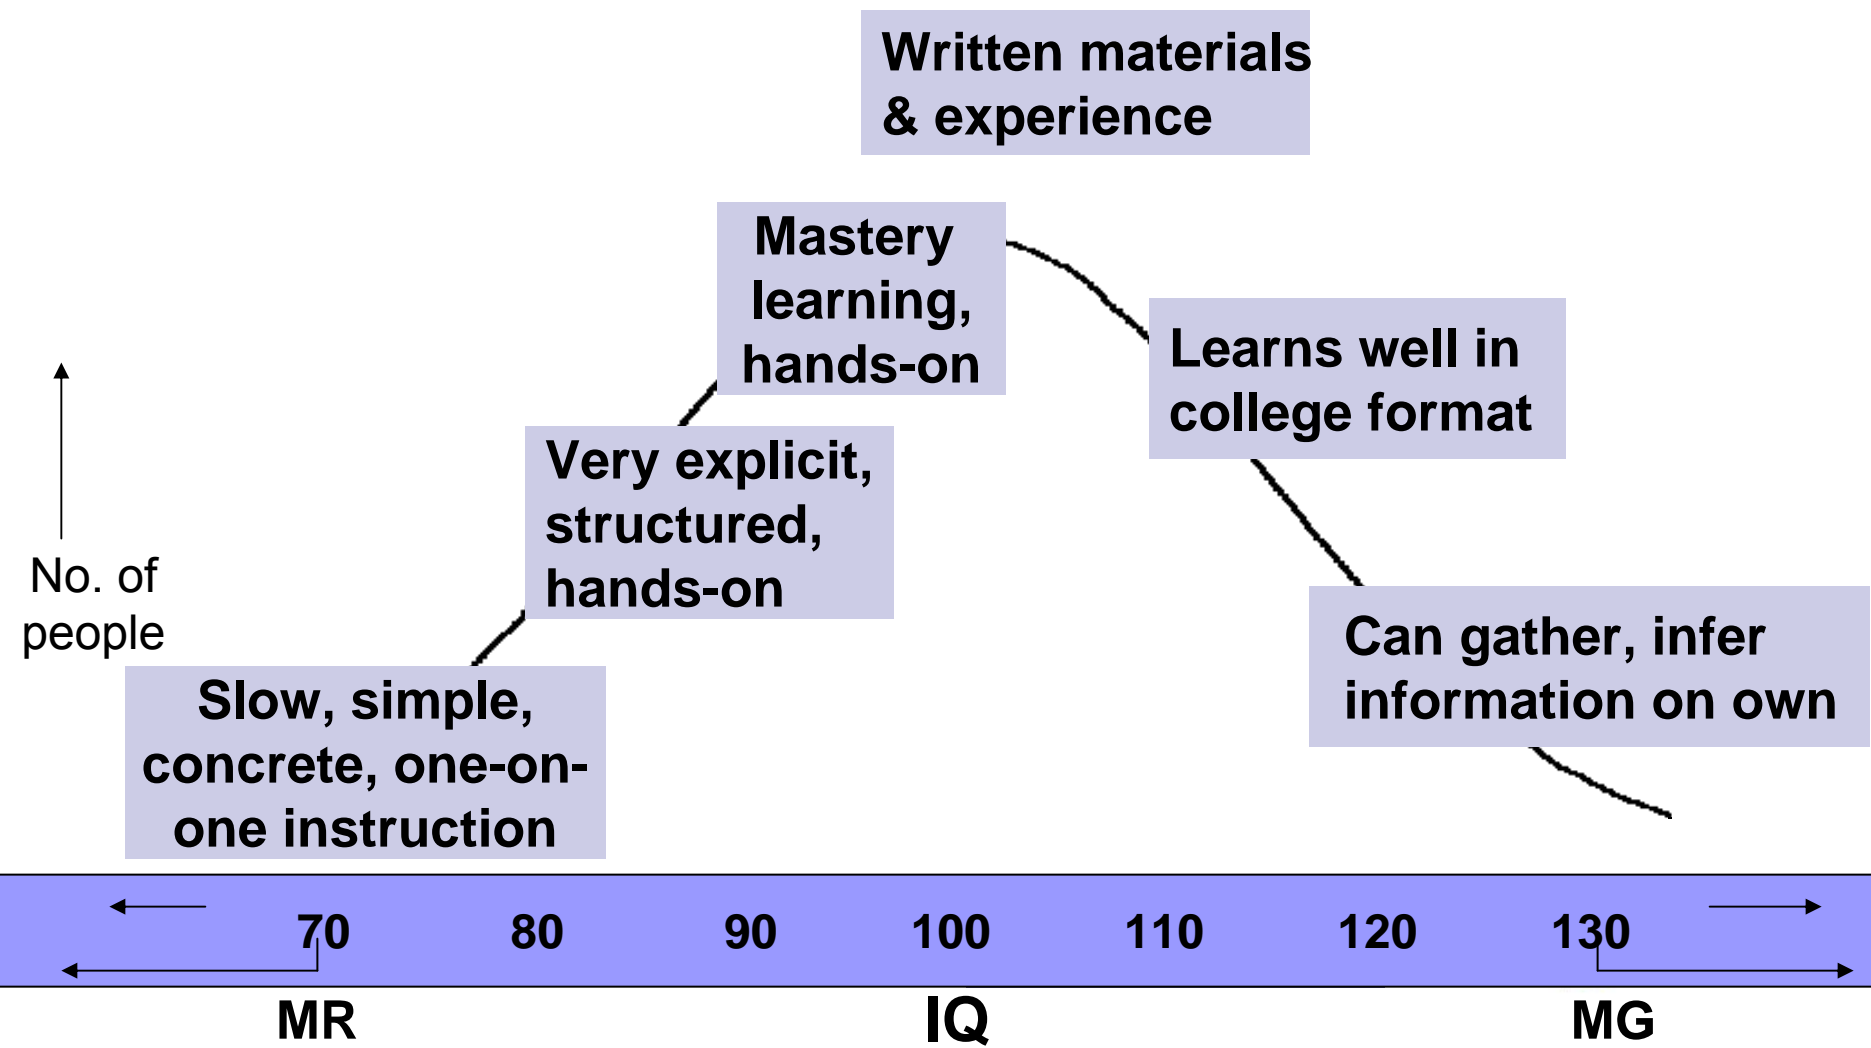 Written materials
& experience
Mastery
learning,
hands-on
Learns well in
college format
Very explicit,
structured,
hands-on
No. of
people
Can gather, infer
information on own
Slow, simple,
concrete, one-on-
one instruction
70 80 90 100 110 120 130
MR IQ MG